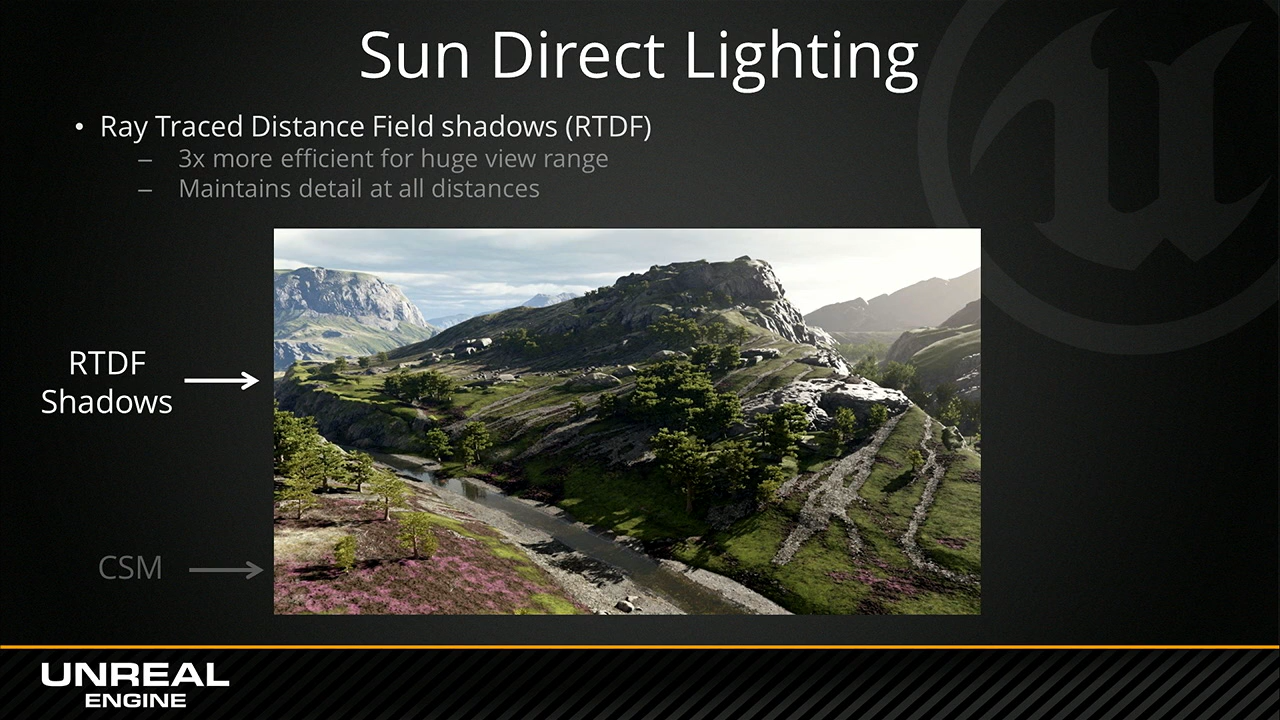 Sun Direct Lighting
• Ray Traced Distance Field shadows (RTDF)
– 3x more efficient for huge view range
– Maintains detail at all distances
RTDF
Shadows
CSM
UNREAL
ENGINE